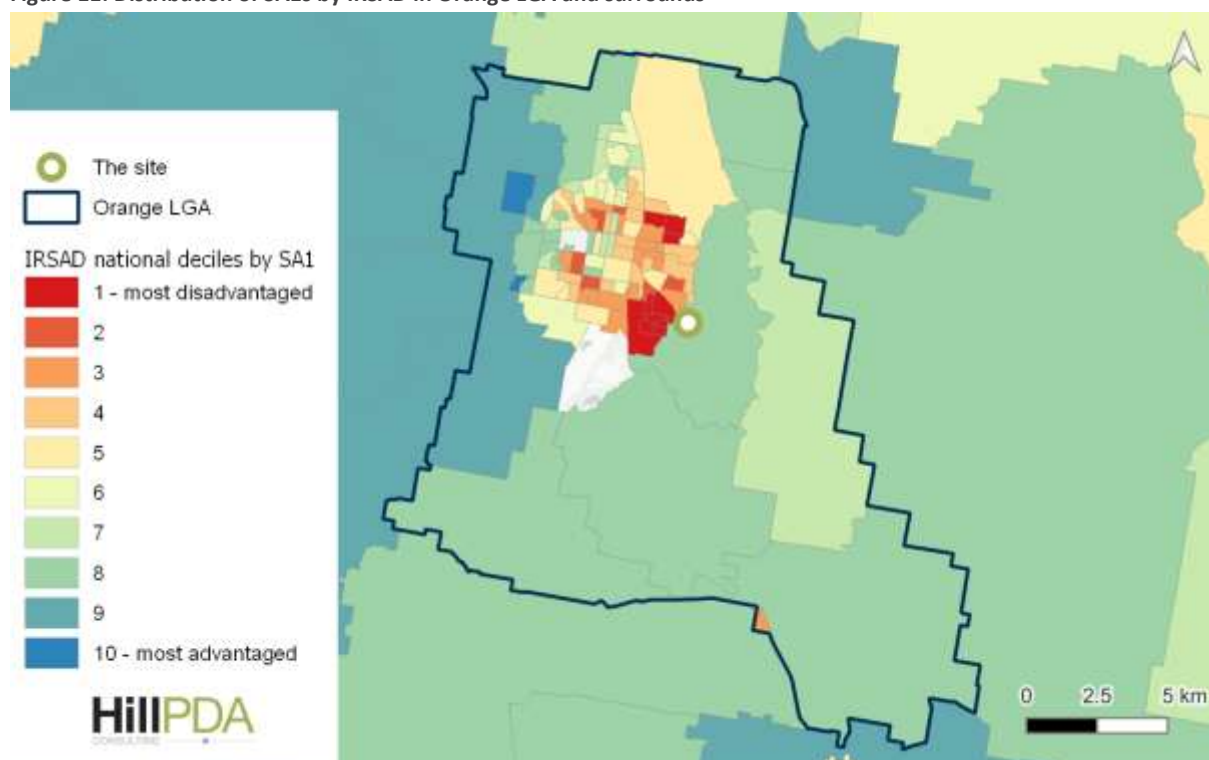 The site
Orange LGA
IRSAD national deciles by SA1
1 - most disadvantaged
2
3
4
5
6
7
8
9
10 - most advantaged
HillPDA
CONSULTING
0 2.5 5 km